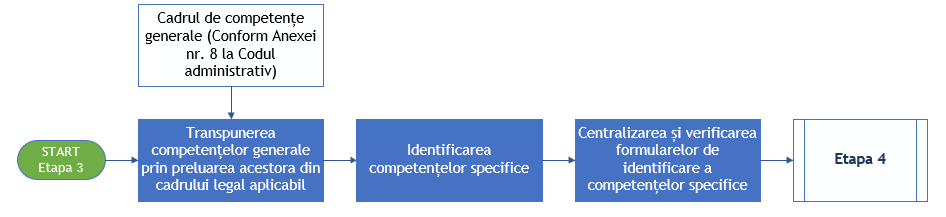 Cadrul de competențe
generale (Conform Anexei
nr. 8 la Codul
administrativ)
START
Etapa 3
Transpunerea
competențelor generale
prin preluarea acestora din
cadrului legal aplicabil
Identificarea
competențelor specifice
Centralizarea și verificarea
formularelor de
identificare a
competențelor specifice
Etapa 4